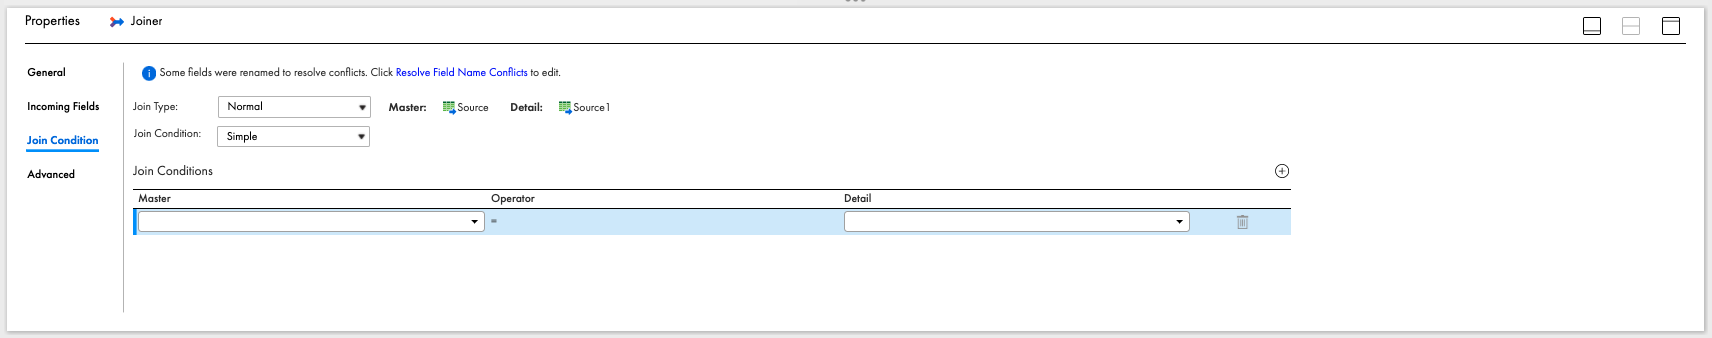 Properties Joiner
General
Some fields were renamed to resolve conflicts. Click Resolve Field Name Conflicts to edit.
Incoming Fields
Join Type: Normal Master: Source Detail: Source1
Join Condition
Join Condition: Simple
Advanced
Join Conditions
Master Operator Detail
=